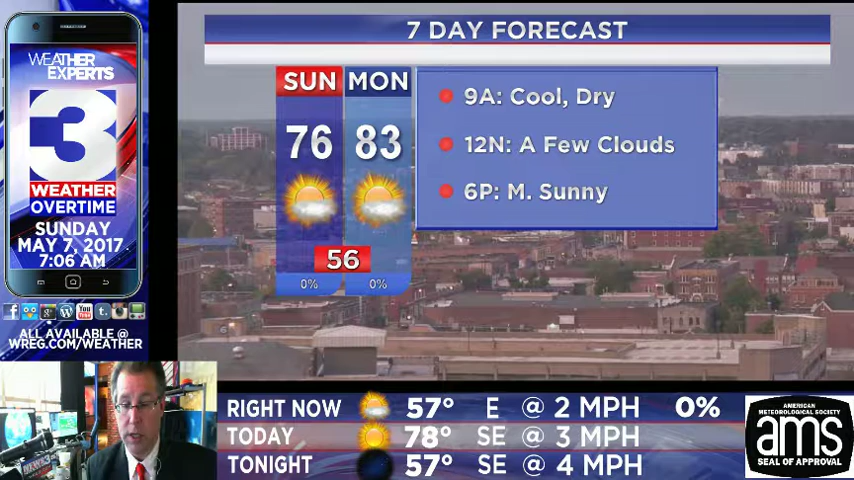 WEATHER
EXPERTS
3
WEATHER
OVERTIME
SUNDAY
MAY 7, 2017
7:06 AM
ALL AVAILABLE @
WREG.COM/WEATHER
7 DAY FORECAST
SUN MON
76 83
56
0% 0%
9A: Cool, Dry
12N: A Few Clouds
6P: M. Sunny
NEWS 3
RIGHT NOW 57° E @ 2 MPH 0%
TODAY 78° SE @ 3 MPH
TONIGHT 57° SE @ 4 MPH
AMERICAN
METEOROLOGICAL SOCIETY
ams
SEAL OF APPROVAL